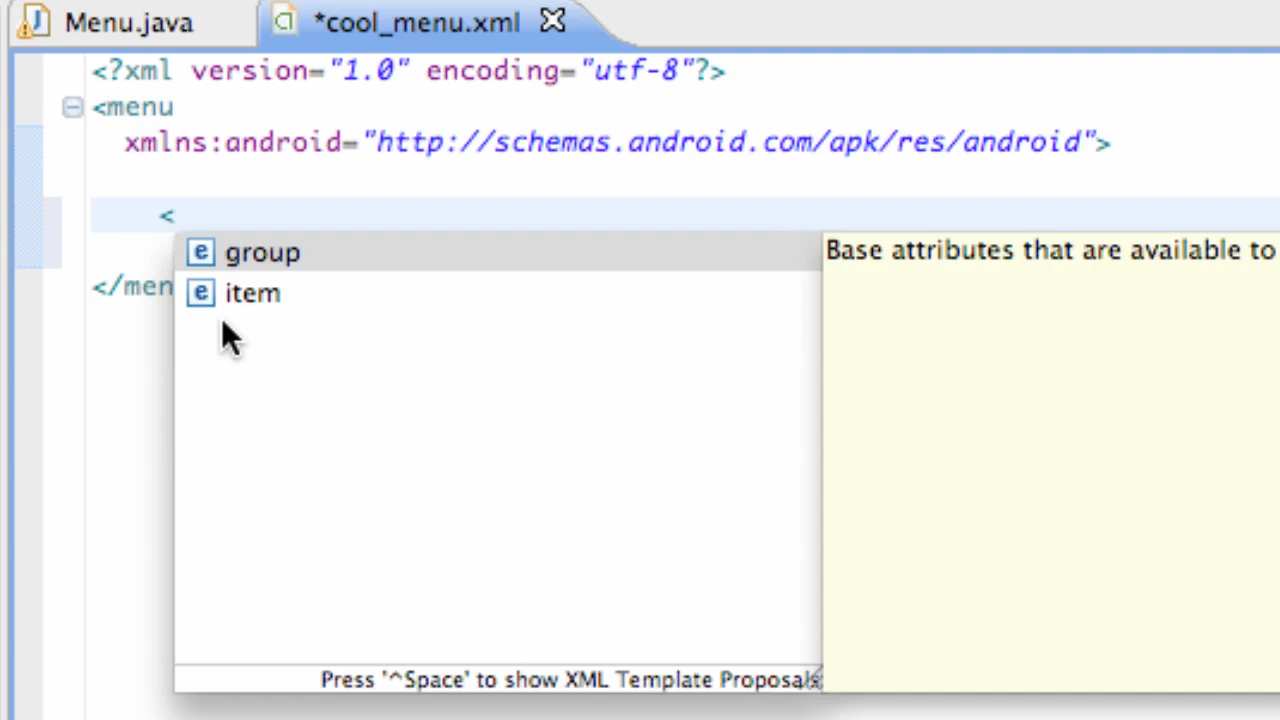 Menu.java *cool_menu.xml
<?xml version="1.0" encoding="utf-8"?>
<menu
xmlns:android="http://schemas.android.com/apk/res/android">
<
group
item
Base attributes that are available to
</men
Press '^Space' to show XML Template Proposals